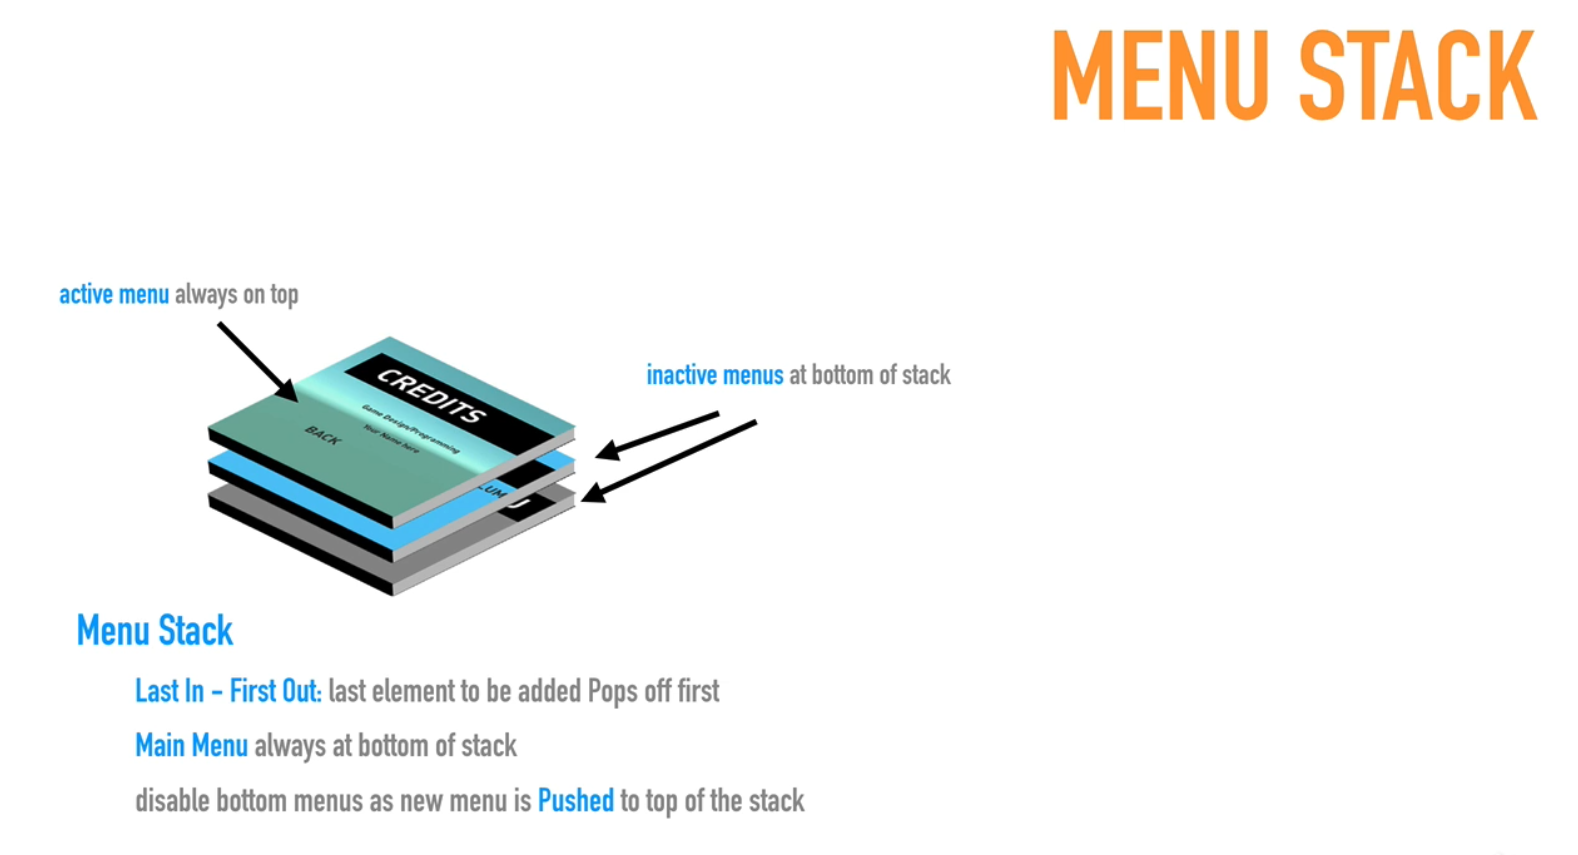 MENU STACK
active menu always on top
inactive menus at bottom of stack
CREDITS
Game Design/Programming
Your Name here
BACK
Menu Stack
Last In - First Out: last element to be added Pops off first
Main Menu always at bottom of stack
disable bottom menus as new menu is Pushed to top of the stack